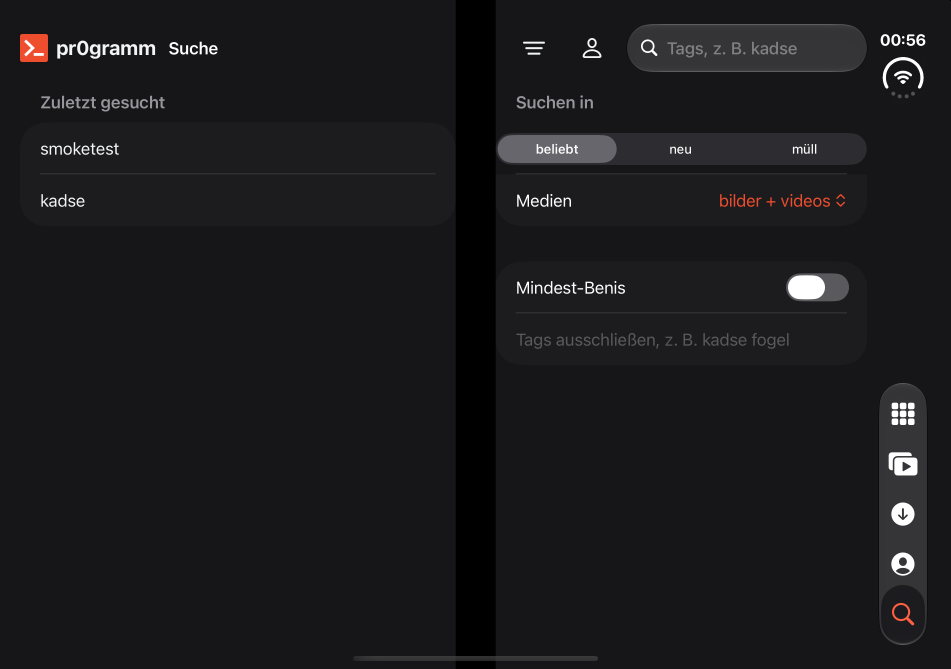 pr0gramm Suche
Zuletzt gesucht
smoketest
kadse
Tags, z. B. kadse
00:56
Suchen in
beliebt neu müll
Medien bilder + videos
Mindest-Benis
Tags ausschließen, z. B. kadse fogel